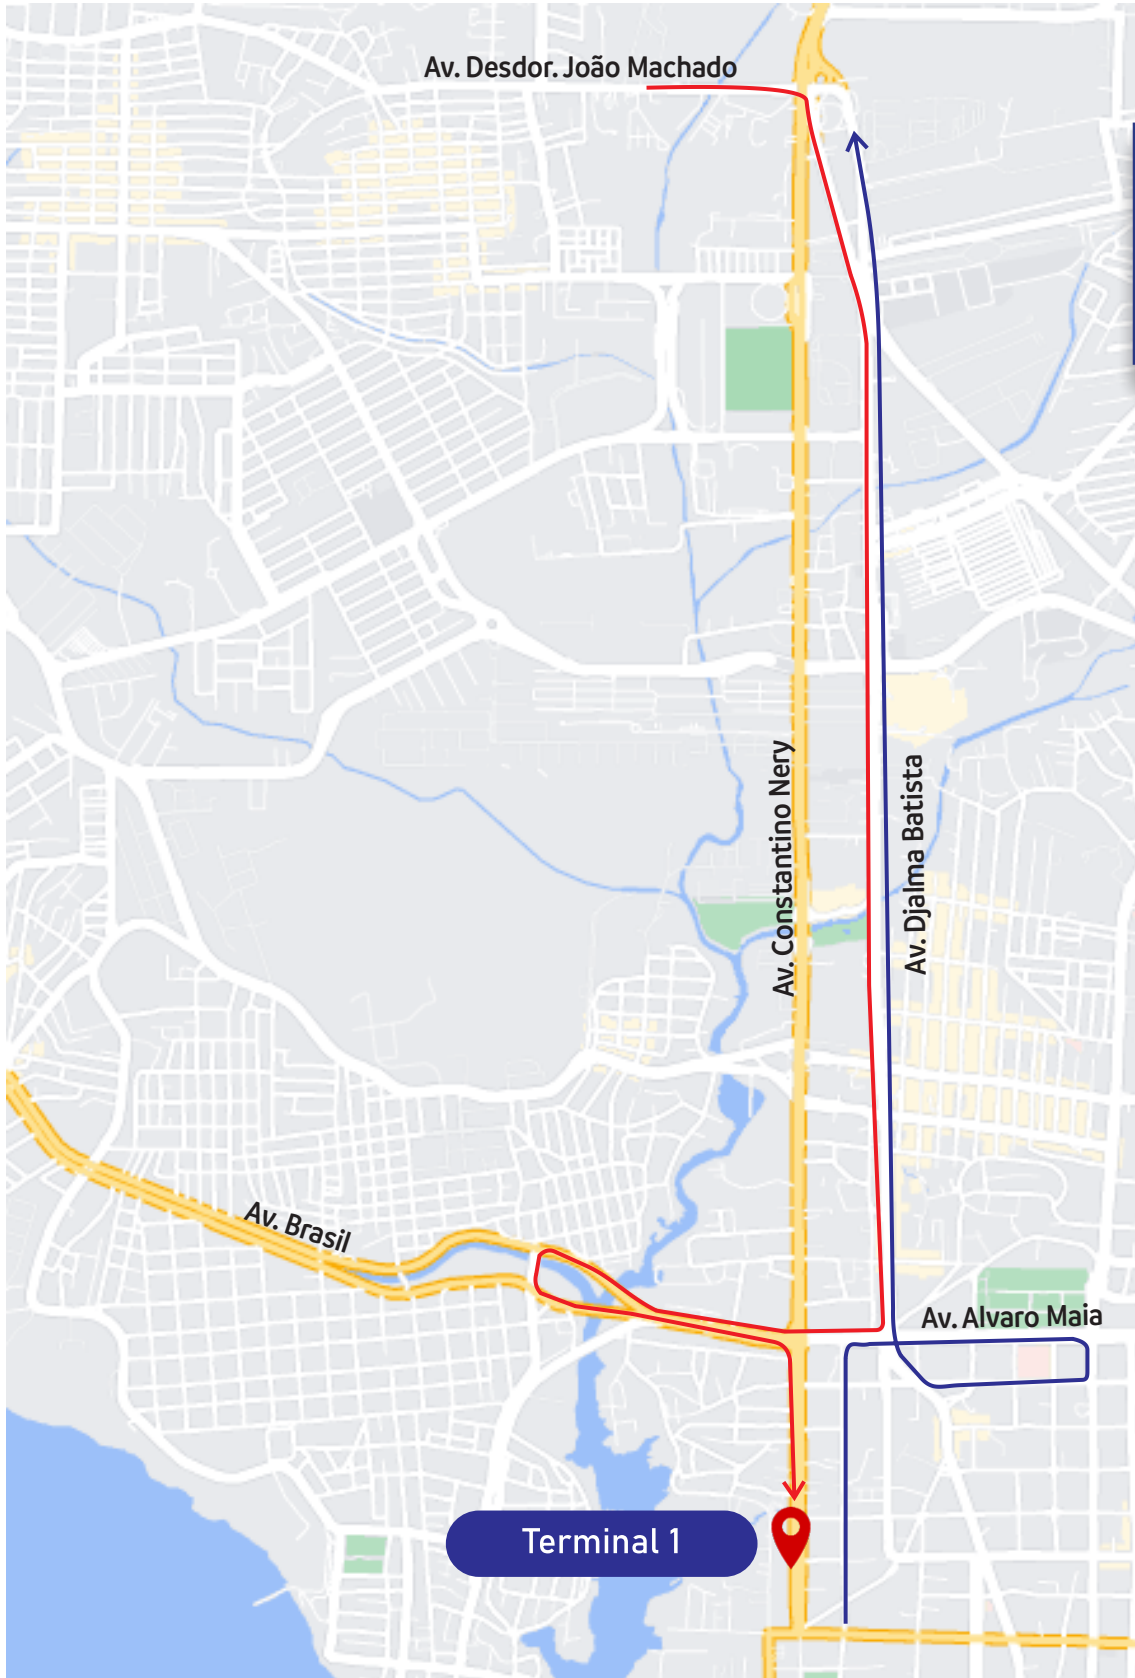 Av. Desdor. João Machado
Av. Constantino Nery
Av. Djalma Batista
Av. Brasil
Av. Alvaro Maia
Terminal 1